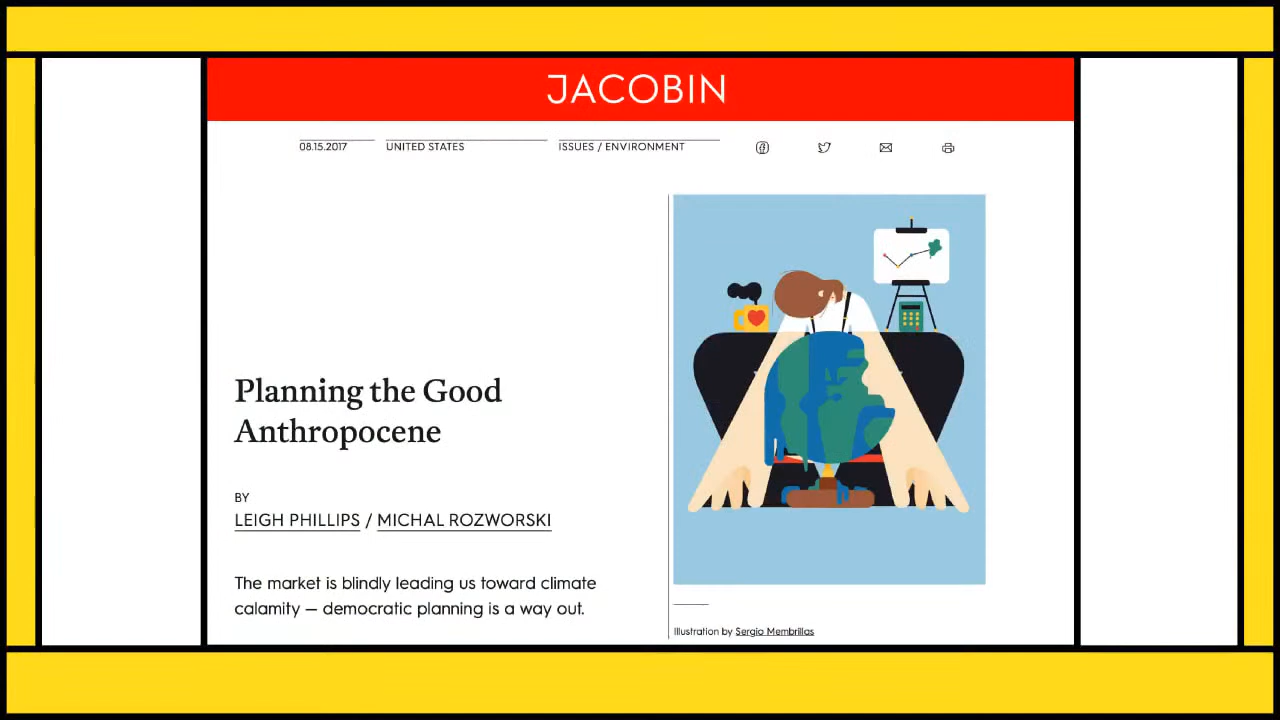 JACOBIN
08.15.2017
UNITED STATES
ISSUES / ENVIRONMENT
Planning the Good
Anthropocene
BY
LEIGH PHILLIPS / MICHAL ROZWORSKI
The market is blindly leading us toward climate
calamity — democratic planning is a way out.
Illustration by Sergio Membrillas